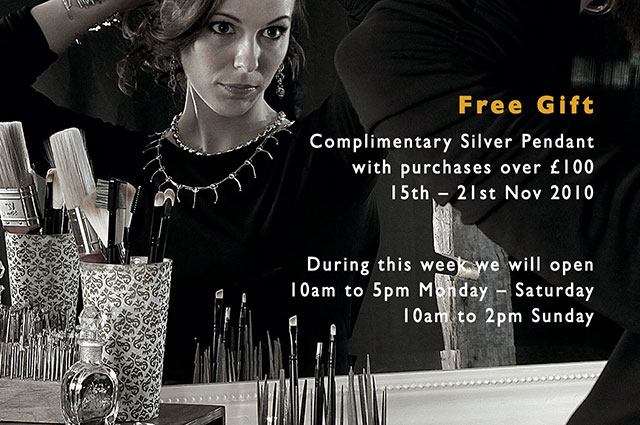 Free Gift
Complimentary Silver Pendant
with purchases over £100
15th – 21st Nov 2010
During this week we will open
10am to 5pm Monday – Saturday
10am to 2pm Sunday